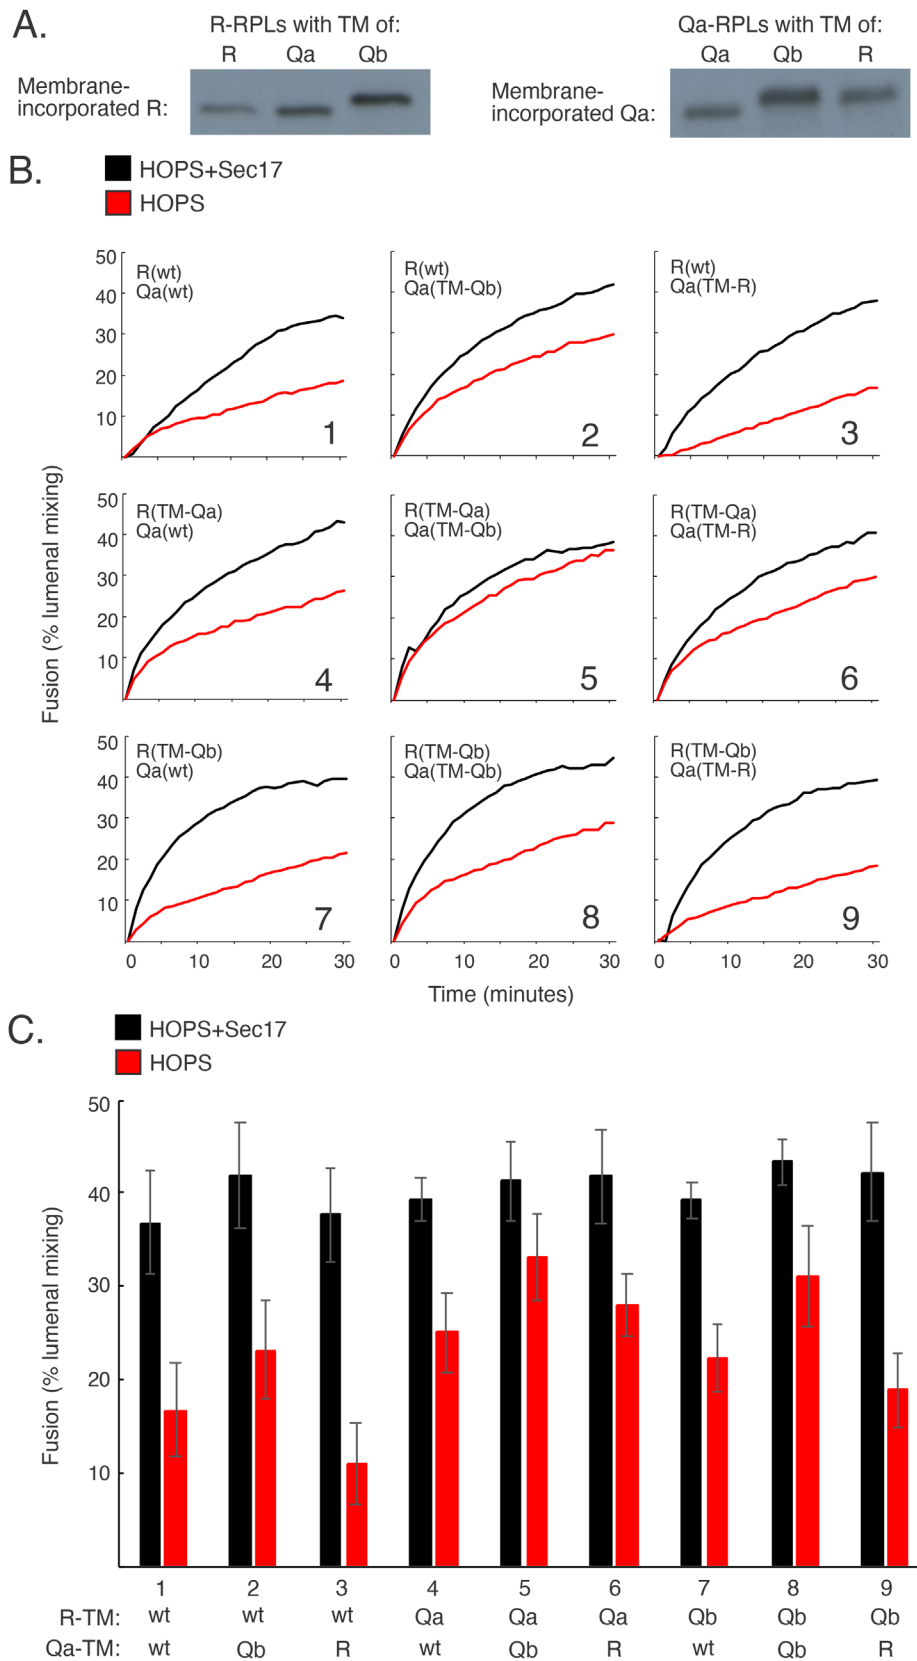 A.
R-RPLs with TM of:
R Qa Qb
Membrane-
incorporated R:
Qa-RPLs with TM of:
Qa Qb R
Membrane-
incorporated Qa:
B.
HOPS+Sec17
HOPS
Fusion (% lumenal mixing)
50
40
30
20
10
R(wt)
Qa(wt)
1
R(wt)
Qa(TM-Qb)
2
R(wt)
Qa(TM-R)
3
50
40
30
20
10
R(TM-Qa)
Qa(wt)
4
R(TM-Qa)
Qa(TM-Qb)
5
R(TM-Qa)
Qa(TM-R)
6
50
40
30
20
10
R(TM-Qb)
Qa(wt)
7
R(TM-Qb)
Qa(TM-Qb)
8
R(TM-Qb)
Qa(TM-R)
9
0 10 20 30
0 10 20 30
0 10 20 30
Time (minutes)
C.
HOPS+Sec17
HOPS
Fusion (% lumenal mixing)
50
40
30
20
10
1 2 3 4 5 6 7 8 9
R-TM: wt wt wt Qa Qa Qa Qb Qb Qb
Qa-TM: wt Qb R wt Qb R wt Qb R